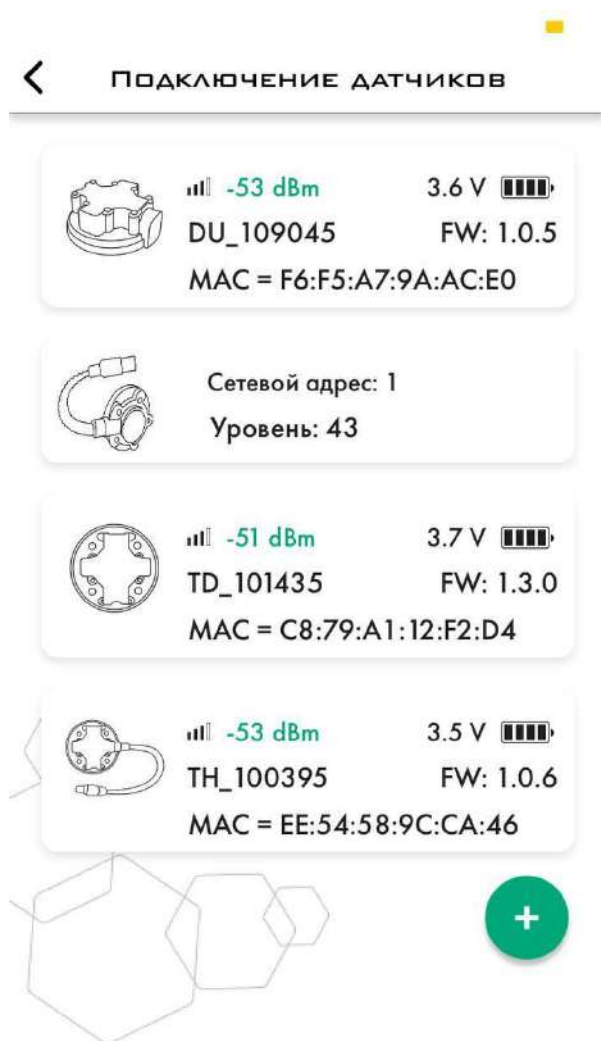 Подключение датчиков
-53 dBm 3.6 V
DU_109045 FW: 1.0.5
MAC = F6:F5:A7:9A:AC:E0
Сетевой адрес: 1
Уровень: 43
-51 dBm 3.7 V
TD_101435 FW: 1.3.0
MAC = C8:79:A1:12:F2:D4
-53 dBm 3.5 V
TH_100395 FW: 1.0.6
MAC = EE:54:58:9C:CA:46
+